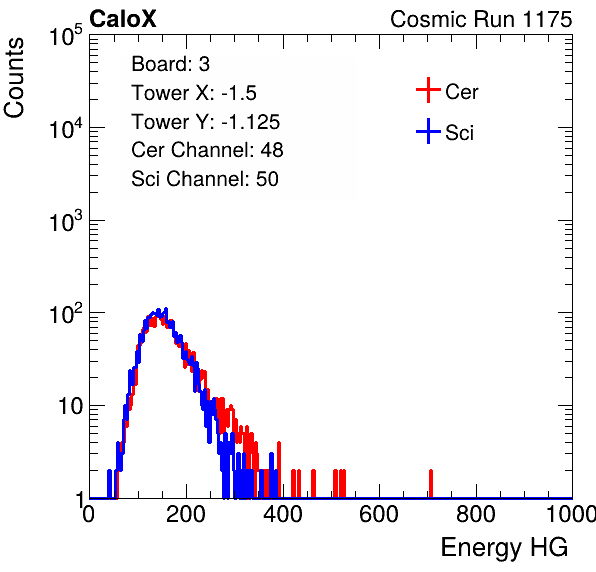 CaloX Cosmic Run 1175
Counts
10^5
10^4
10^3
10^2
10
1
Board: 3
Tower X: -1.5
Tower Y: -1.125
Cer Channel: 48
Sci Channel: 50
Cer
Sci
0 200 400 600 800 1000
Energy HG